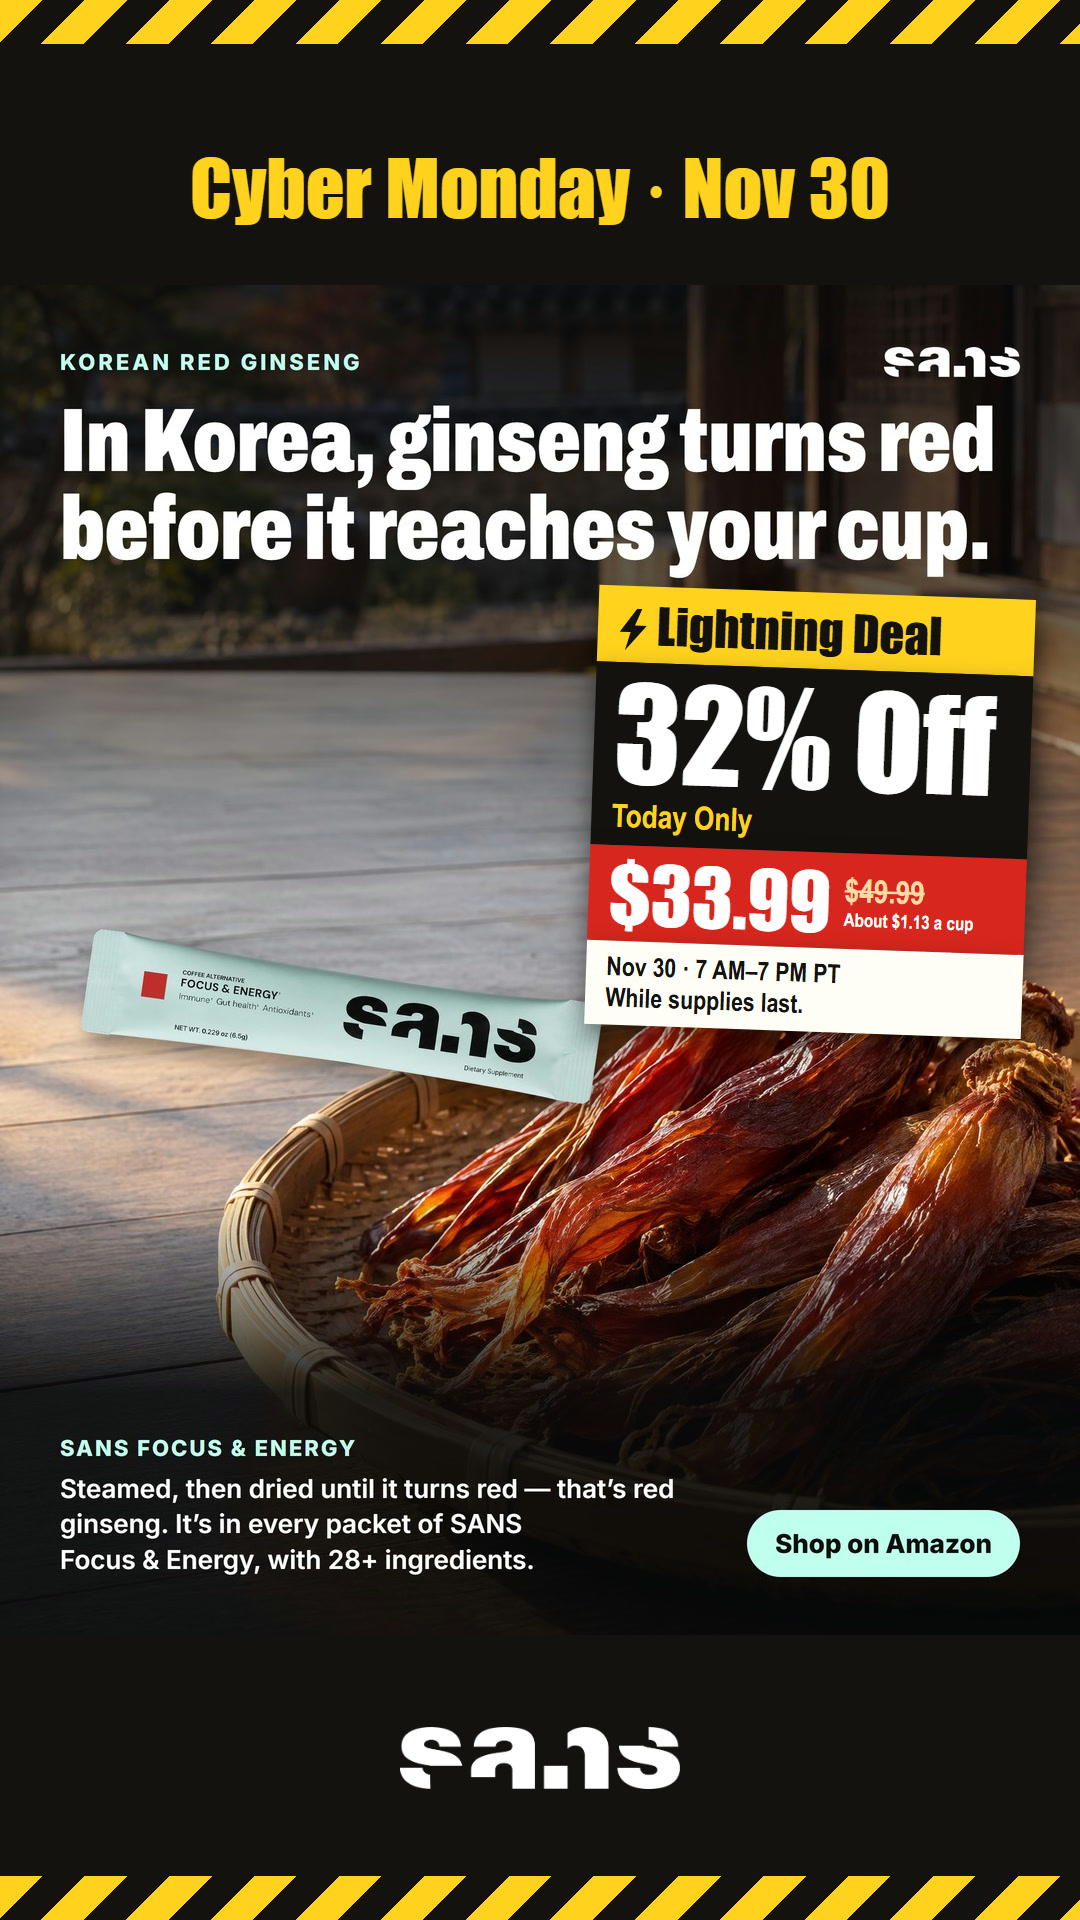 Cyber Monday · Nov 30
KOREAN RED GINSENG
sans
In Korea, ginseng turns red
before it reaches your cup.
Lightning Deal
32% Off
Today Only
$33.99
$49.99
About $1.13 a cup
Nov 30 · 7 AM–7 PM PT
While supplies last.
COFFEE ALTERNATIVE
FOCUS & ENERGY
Immune* Gut health* Antioxidants*
NET WT. 0.229 oz (6.5g)
sans
Dietary Supplement
SANS FOCUS & ENERGY
Steamed, then dried until it turns red — that’s red
ginseng. It’s in every packet of SANS
Focus & Energy, with 28+ ingredients.
Shop on Amazon
sans